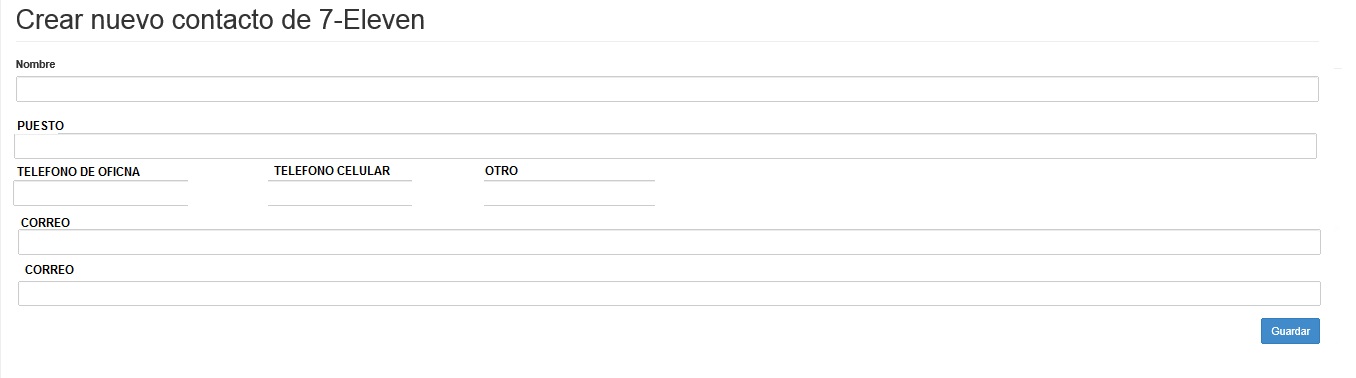 Crear nuevo contacto de 7-Eleven
Nombre
PUESTO
TELEFONO DE OFICNA TELEFONO CELULAR OTRO
CORREO
CORREO
Guardar